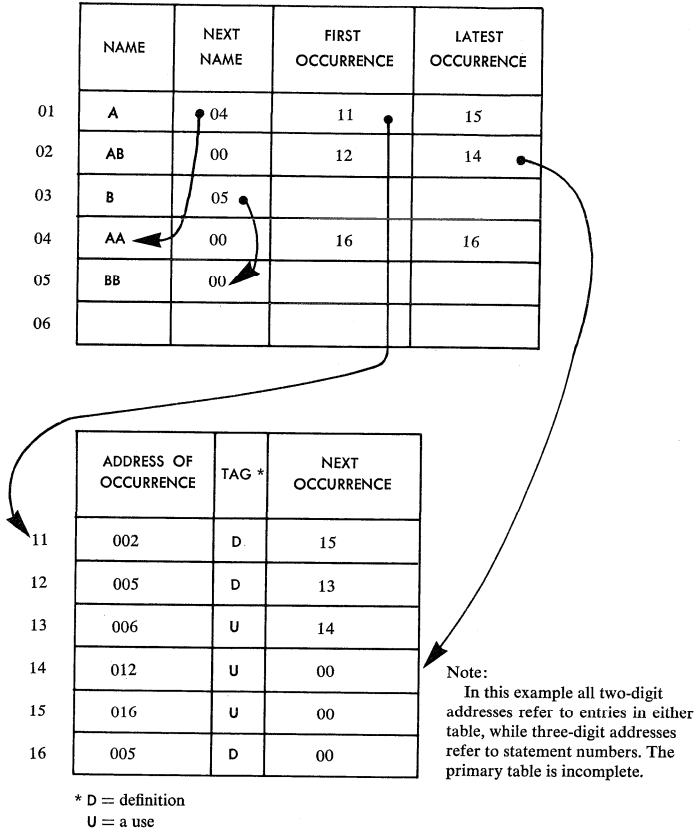 NAME NEXT NAME FIRST OCCURRENCE LATEST OCCURRENCE
01 A 04 11 15
02 AB 00 12 14
03 B 05
04 AA 00 16 16
05 BB 00
06
ADDRESS OF OCCURRENCE TAG * NEXT OCCURRENCE
11 002 D 15
12 005 D 13
13 006 U 14
14 012 U 00
15 016 U 00
16 005 D 00
Note:
In this example all two-digit
addresses refer to entries in either
table, while three-digit addresses
refer to statement numbers. The
primary table is incomplete.
* D = definition
U = a use